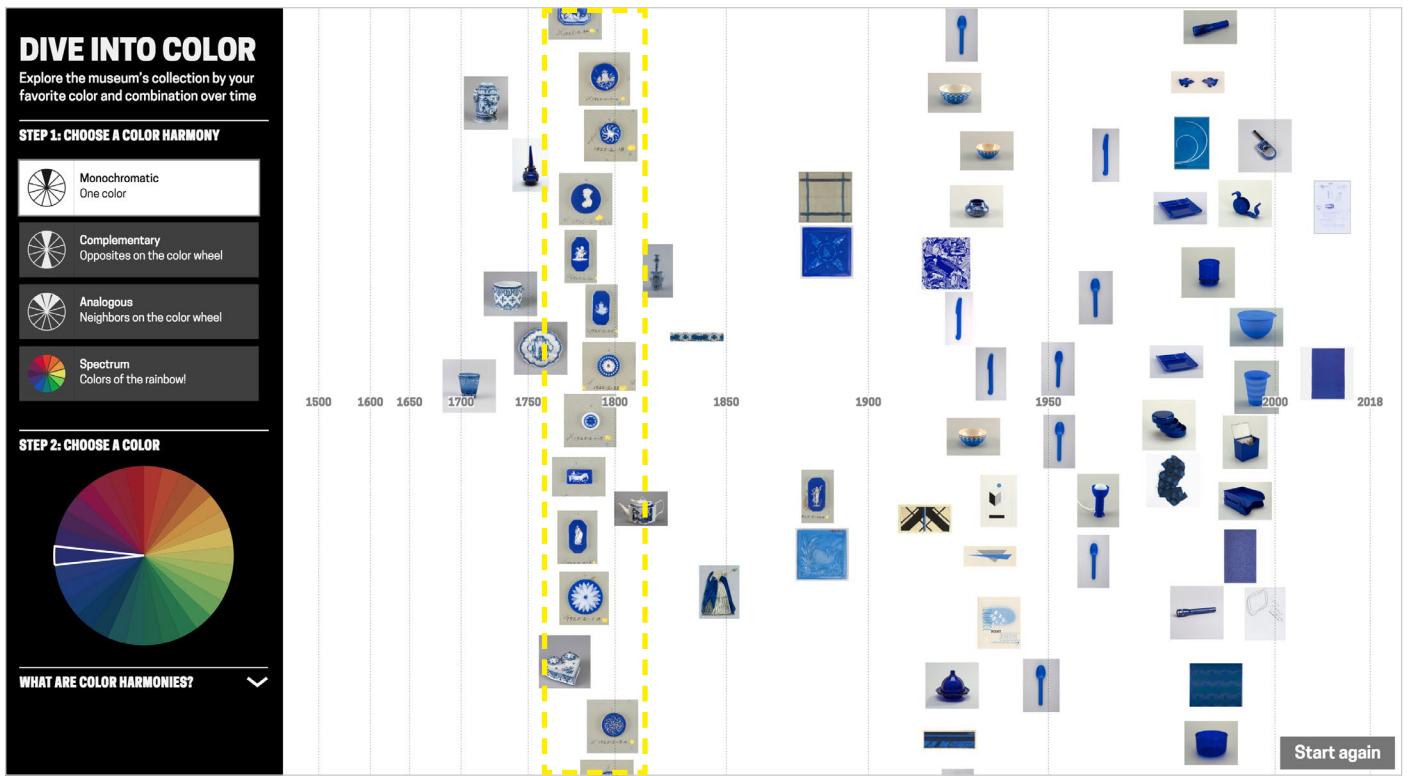 DIVE INTO COLOR
Explore the museum's collection by your
favorite color and combination over time
STEP 1: CHOOSE A COLOR HARMONY
Monochromatic
One color
Complementary
Opposites on the color wheel
Analogous
Neighbors on the color wheel
Spectrum
Colors of the rainbow!
STEP 2: CHOOSE A COLOR
WHAT ARE COLOR HARMONIES?
1500 1600 1650 1700 1750 1800 1850 1900 1950 2000 2018
Start again